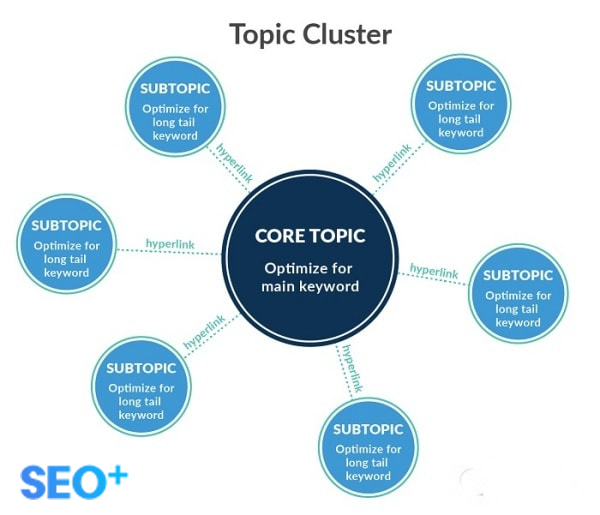 Topic Cluster
SUBTOPIC
Optimize for
long tail
keyword
hyperlink
SUBTOPIC
Optimize for
long tail
keyword
hyperlink
SUBTOPIC
Optimize for
long tail
keyword
hyperlink
CORE TOPIC
Optimize for
main keyword
hyperlink
SUBTOPIC
Optimize for
long tail
keyword
hyperlink
SUBTOPIC
Optimize for
long tail
keyword
hyperlink
SUBTOPIC
Optimize for
long tail
keyword
SEO+